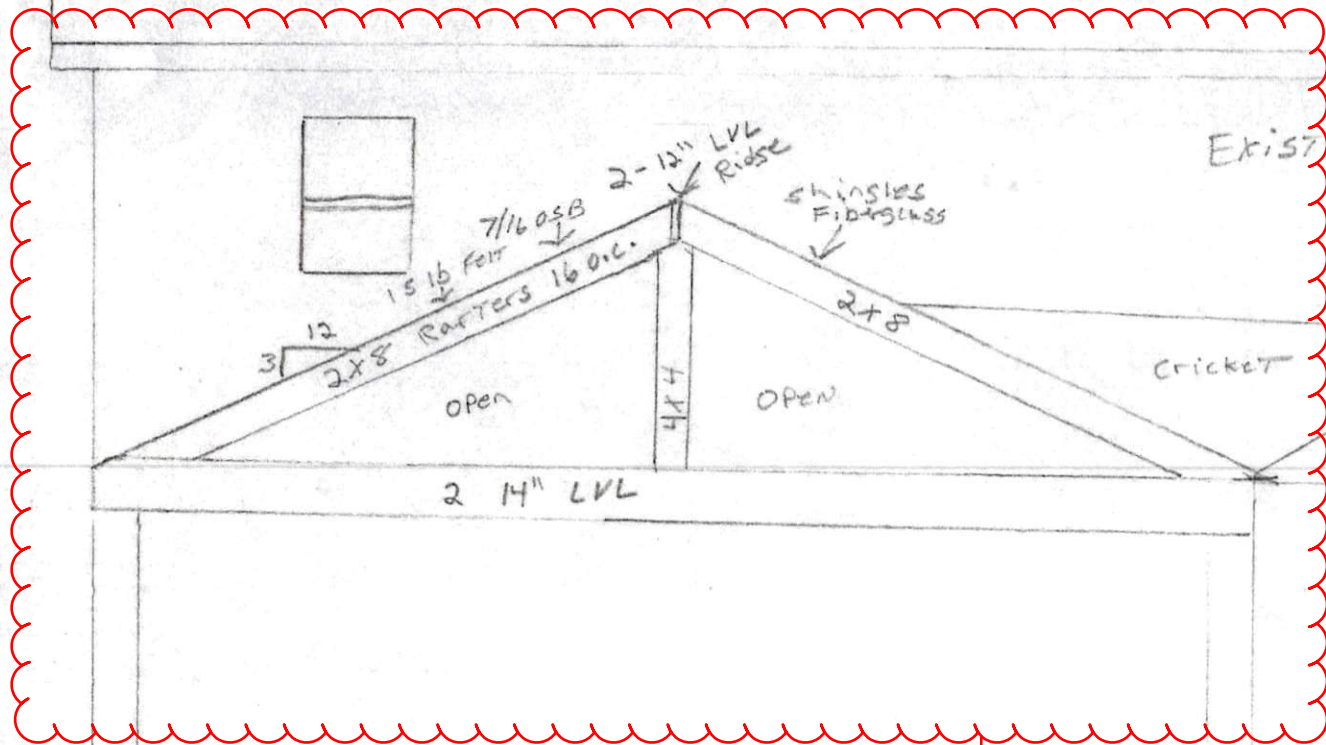 EXIST
2-12" LVL
Ridge
shingles
Fiberglass
7/16 OSB
15 lb FelT
12
3
2x8 RafTers 16 O.C.
2x8
CrickeT
OPen
4x4
OPEN
2 14" LVL